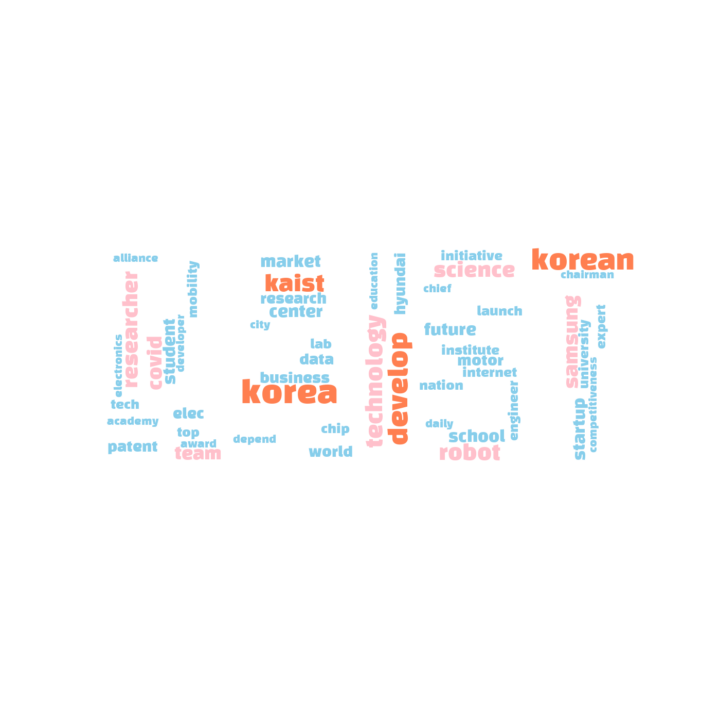 alliance
researcher
mobility
electronics
covid
student
developer
tech
academy
elec
top
award
patent
team
market
kaist
research
center
city
lab
data
business
korea
chip
depend
world
education
hyundai
technology
develop
initiative
science
chief
launch
future
institute
motor
internet
nation
engineer
daily
school
robot
korean
chairman
samsung
expert
university
competitiveness
startup